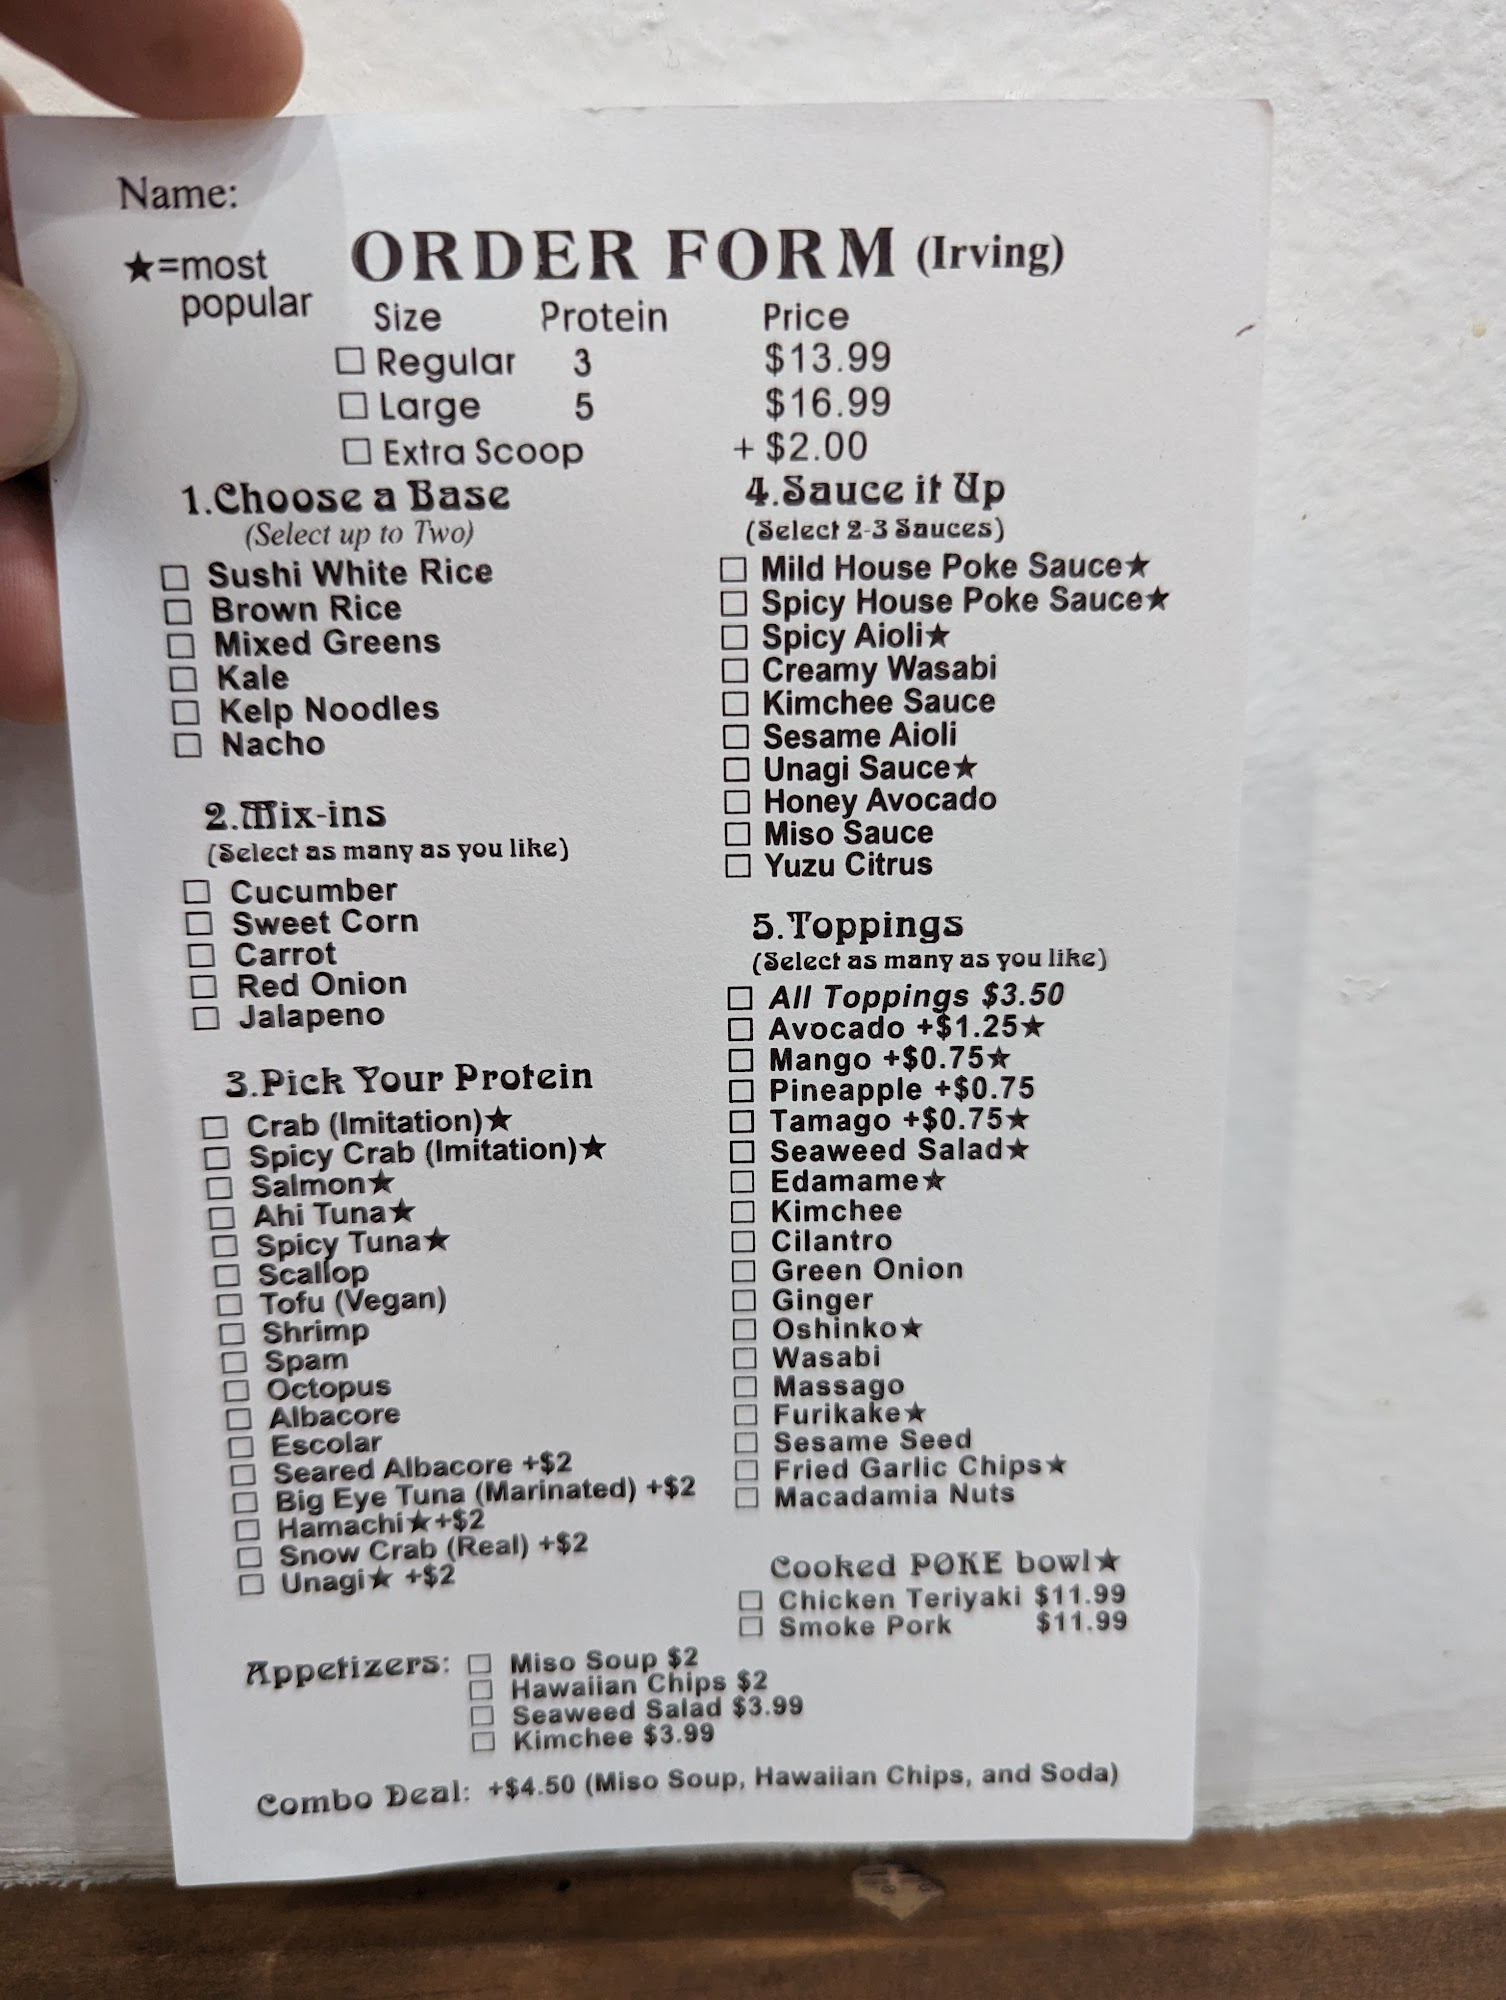 Name:
★=most
popular
ORDER FORM (Irving)
Size Protein Price
☐ Regular 3 $13.99
☐ Large 5 $16.99
☐ Extra Scoop + $2.00
1.Choose a Base
(Select up to Two)
☐ Sushi White Rice
☐ Brown Rice
☐ Mixed Greens
☐ Kale
☐ Kelp Noodles
☐ Nacho
2.Mix-ins
(Select as many as you like)
☐ Cucumber
☐ Sweet Corn
☐ Carrot
☐ Red Onion
☐ Jalapeno
3.Pick Your Protein
☐ Crab (Imitation)★
☐ Spicy Crab (Imitation)★
☐ Salmon★
☐ Ahi Tuna★
☐ Spicy Tuna★
☐ Scallop
☐ Tofu (Vegan)
☐ Shrimp
☐ Spam
☐ Octopus
☐ Albacore
☐ Escolar
☐ Seared Albacore +$2
☐ Big Eye Tuna (Marinated) +$2
☐ Hamachi★+$2
☐ Snow Crab (Real) +$2
☐ Unagi★ +$2
4.Sauce it Up
(Select 2-3 Sauces)
☐ Mild House Poke Sauce★
☐ Spicy House Poke Sauce★
☐ Spicy Aioli★
☐ Creamy Wasabi
☐ Kimchee Sauce
☐ Sesame Aioli
☐ Unagi Sauce★
☐ Honey Avocado
☐ Miso Sauce
☐ Yuzu Citrus
5.Toppings
(Select as many as you like)
☐ All Toppings $3.50
☐ Avocado +$1.25★
☐ Mango +$0.75★
☐ Pineapple +$0.75
☐ Tamago +$0.75★
☐ Seaweed Salad★
☐ Edamame★
☐ Kimchee
☐ Cilantro
☐ Green Onion
☐ Ginger
☐ Oshinko★
☐ Wasabi
☐ Massago
☐ Furikake★
☐ Sesame Seed
☐ Fried Garlic Chips★
☐ Macadamia Nuts
Cooked POKE bowl★
☐ Chicken Teriyaki $11.99
☐ Smoke Pork $11.99
Appetizers: ☐ Miso Soup $2
☐ Hawaiian Chips $2
☐ Seaweed Salad $3.99
☐ Kimchee $3.99
Combo Deal: +$4.50 (Miso Soup, Hawaiian Chips, and Soda)